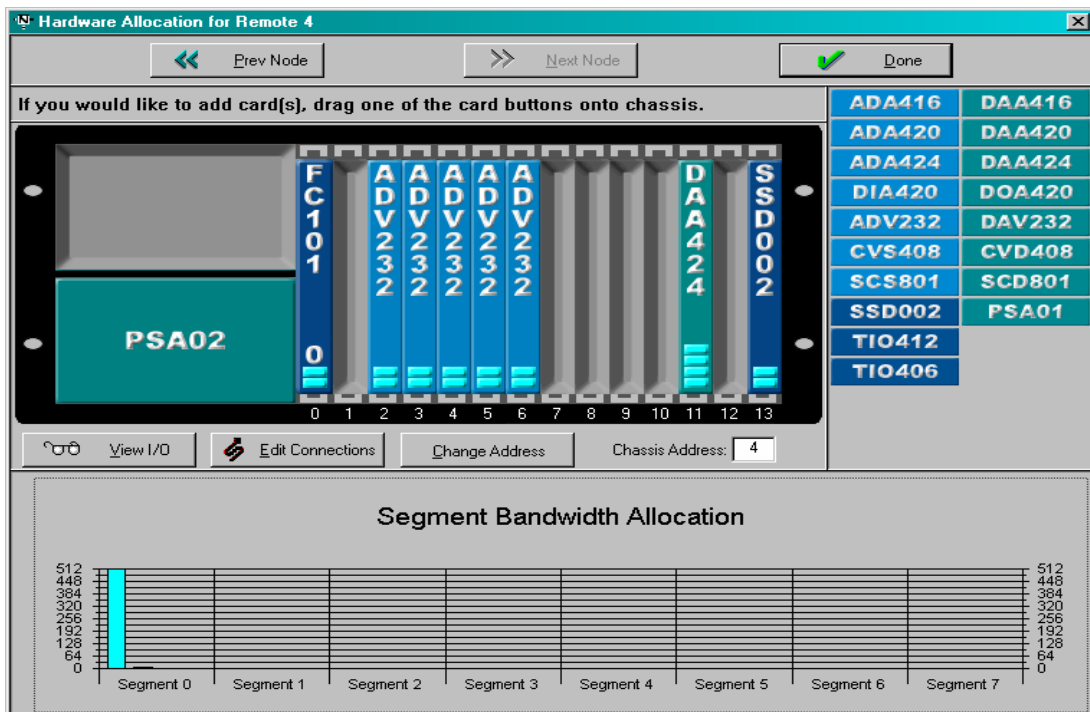 Hardware Allocation for Remote 4
Prev Node
Next Node
Done
If you would like to add card(s), drag one of the card buttons onto chassis.
ADA416 DAA416
ADA420 DAA420
ADA424 DAA424
DIA420 DOA420
ADV232 DAV232
CVS408 CVD408
SCS801 SCD801
SSD002 PSA01
TIO412
TIO406
PSA02
FC101 0
ADV232
ADV232
ADV232
ADV232
ADV232
DAA424
SSD002
0 1 2 3 4 5 6 7 8 9 10 11 12 13
View I/O
Edit Connections
Change Address
Chassis Address: 4
Segment Bandwidth Allocation
512 512
448 448
384 384
320 320
256 256
192 192
128 128
64 64
0 0
Segment 0 Segment 1 Segment 2 Segment 3 Segment 4 Segment 5 Segment 6 Segment 7